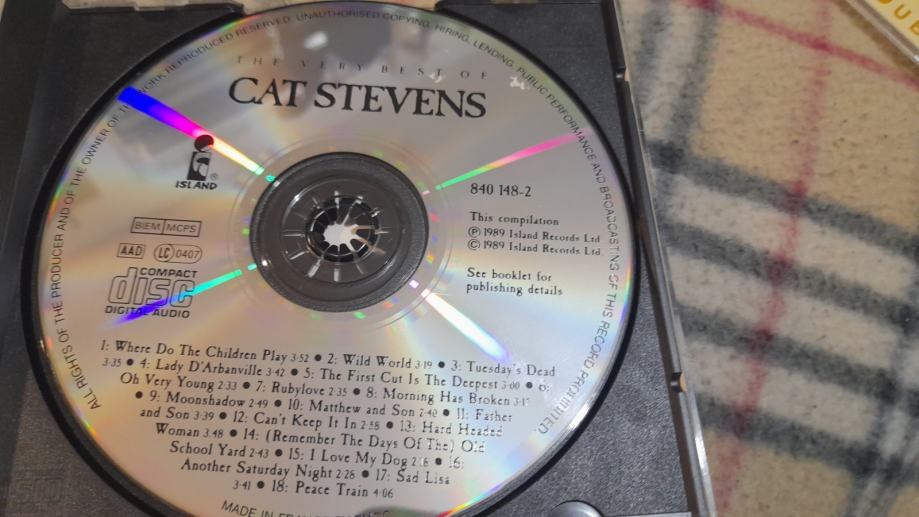 ALL RIGHTS OF THE PRODUCER AND OF THE OWNER OF WORK REPRODUCED RESERVED. UNAUTHORISED COPYING, HIRING, LENDING, PUBLIC PERFORMANCE AND BROADCASTING OF THIS RECORD PROHIBITED
THE VERY BEST OF
CAT STEVENS
ISLAND ®
840 148-2
BIEM MCPS
AAD LC 0407
COMPACT
disc
DIGITAL AUDIO
This compilation
Ⓟ 1989 Island Records Ltd
© 1989 Island Records Ltd.
See booklet for
publishing details
1: Where Do The Children Play 3·52 ● 2: Wild World 3·19 ● 3: Tuesday's Dead
3·35 ● 4: Lady D'Arbanville 3·42 ● 5: The First Cut Is The Deepest 3·00 ● 6:
Oh Very Young 2·33 ● 7: Rubylove 2·35 ● 8: Morning Has Broken
● 9: Moonshadow 2·49 ● 10: Matthew and Son 2·40 ● 11: Father
and Son 3·39 ● 12: Can't Keep It In 2·58 ● 13: Hard Headed
Woman 3·48 ● 14: (Remember The Days Of The) Old
School Yard 2·43 ● 15: I Love My Dog ● 16:
Another Saturday Night 2·28 ● 17: Sad Lisa
3·41 ● 18: Peace Train 4·06
MADE IN FRANCE